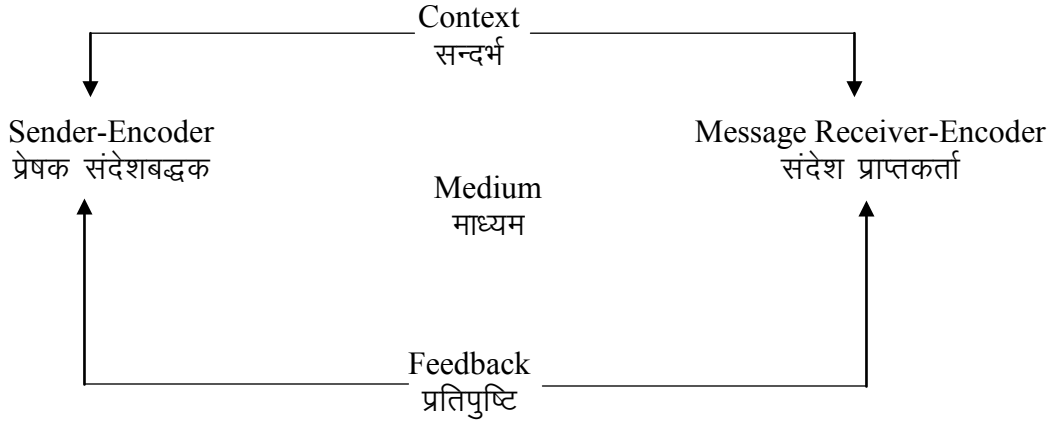 Context
सन्दर्भ
Sender-Encoder
प्रेषक संदेशबद्धक
Message Receiver-Encoder
संदेश प्राप्तकर्ता
Medium
माध्यम
Feedback
प्रतिपुष्टि